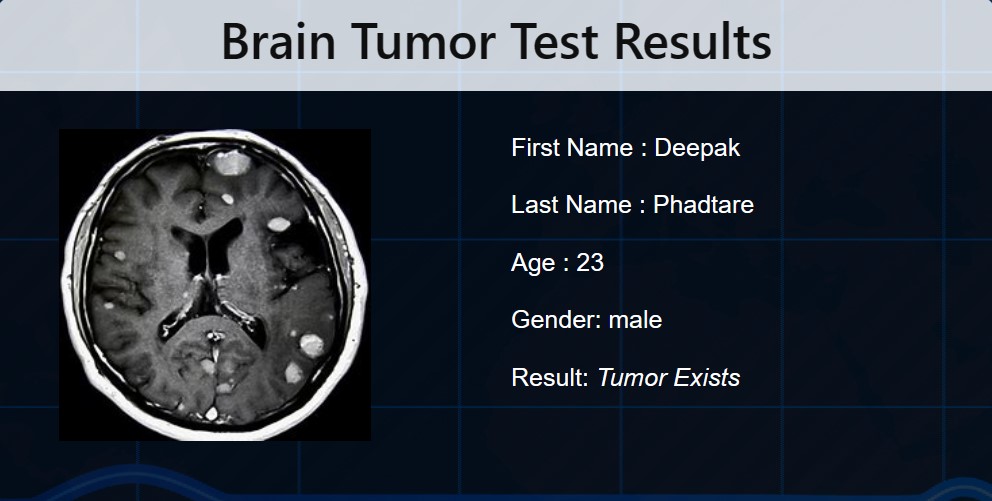 Brain Tumor Test Results
First Name : Deepak
Last Name : Phadtare
Age : 23
Gender: male
Result: Tumor Exists